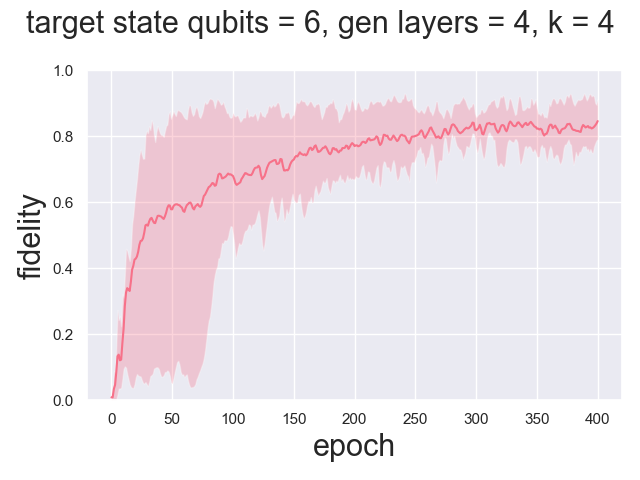 target state qubits = 6, gen layers = 4, k = 4
1.0
0.8
0.6
0.4
0.2
0.0
fidelity
0 50 100 150 200 250 300 350 400
epoch